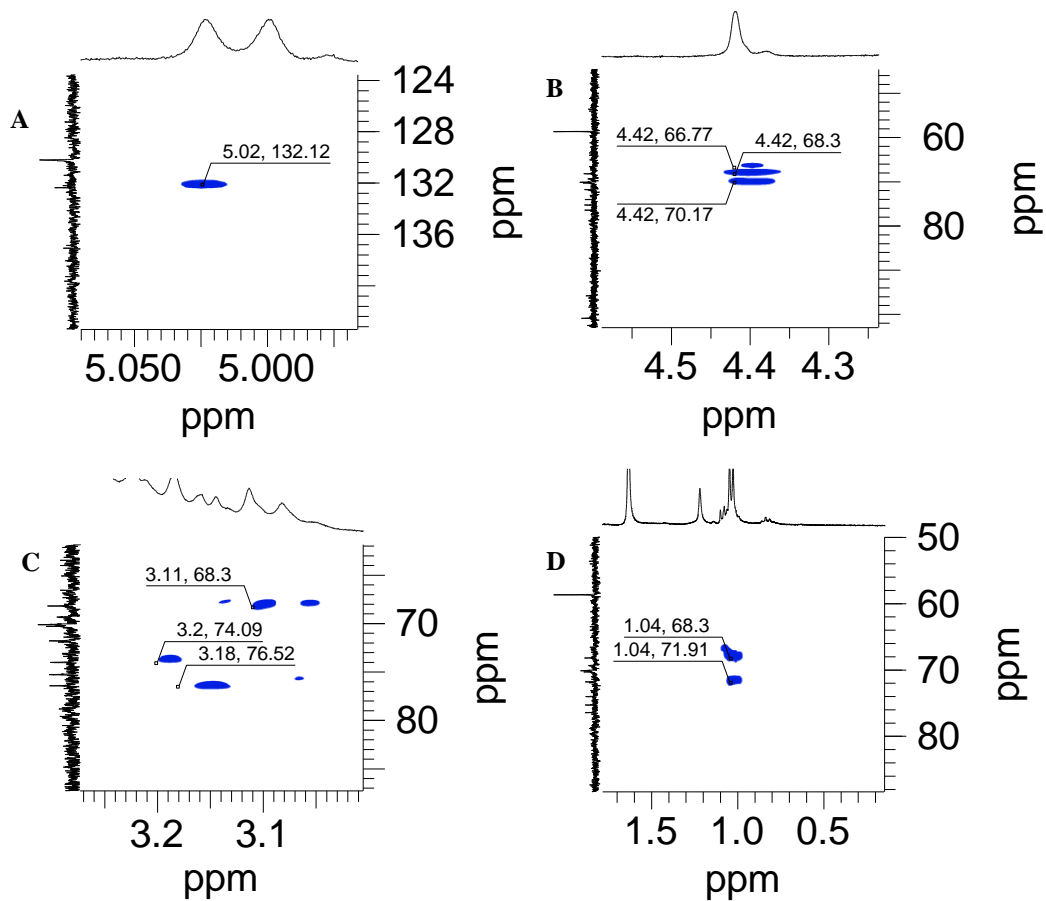 A
5.02, 132.12
124
128
132
136
ppm
5.050 5.000
ppm
B
4.42, 66.77
4.42, 68.3
4.42, 70.17
60
80
ppm
4.5 4.4 4.3
ppm
C
3.11, 68.3
3.2, 74.09
3.18, 76.52
70
80
ppm
3.2 3.1
ppm
D
1.04, 68.3
1.04, 71.91
50
60
70
80
ppm
1.5 1.0 0.5
ppm